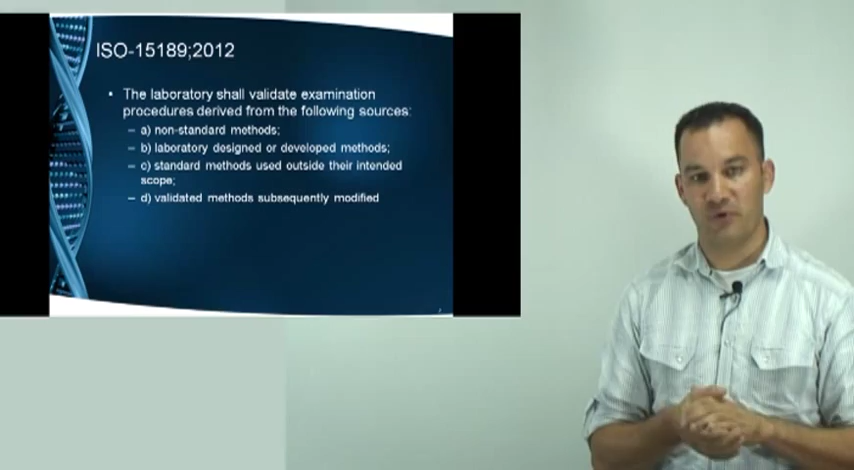 ISO-15189;2012
• The laboratory shall validate examination
procedures derived from the following sources:
– a) non-standard methods;
– b) laboratory designed or developed methods;
– c) standard methods used outside their intended
scope;
– d) validated methods subsequently modified